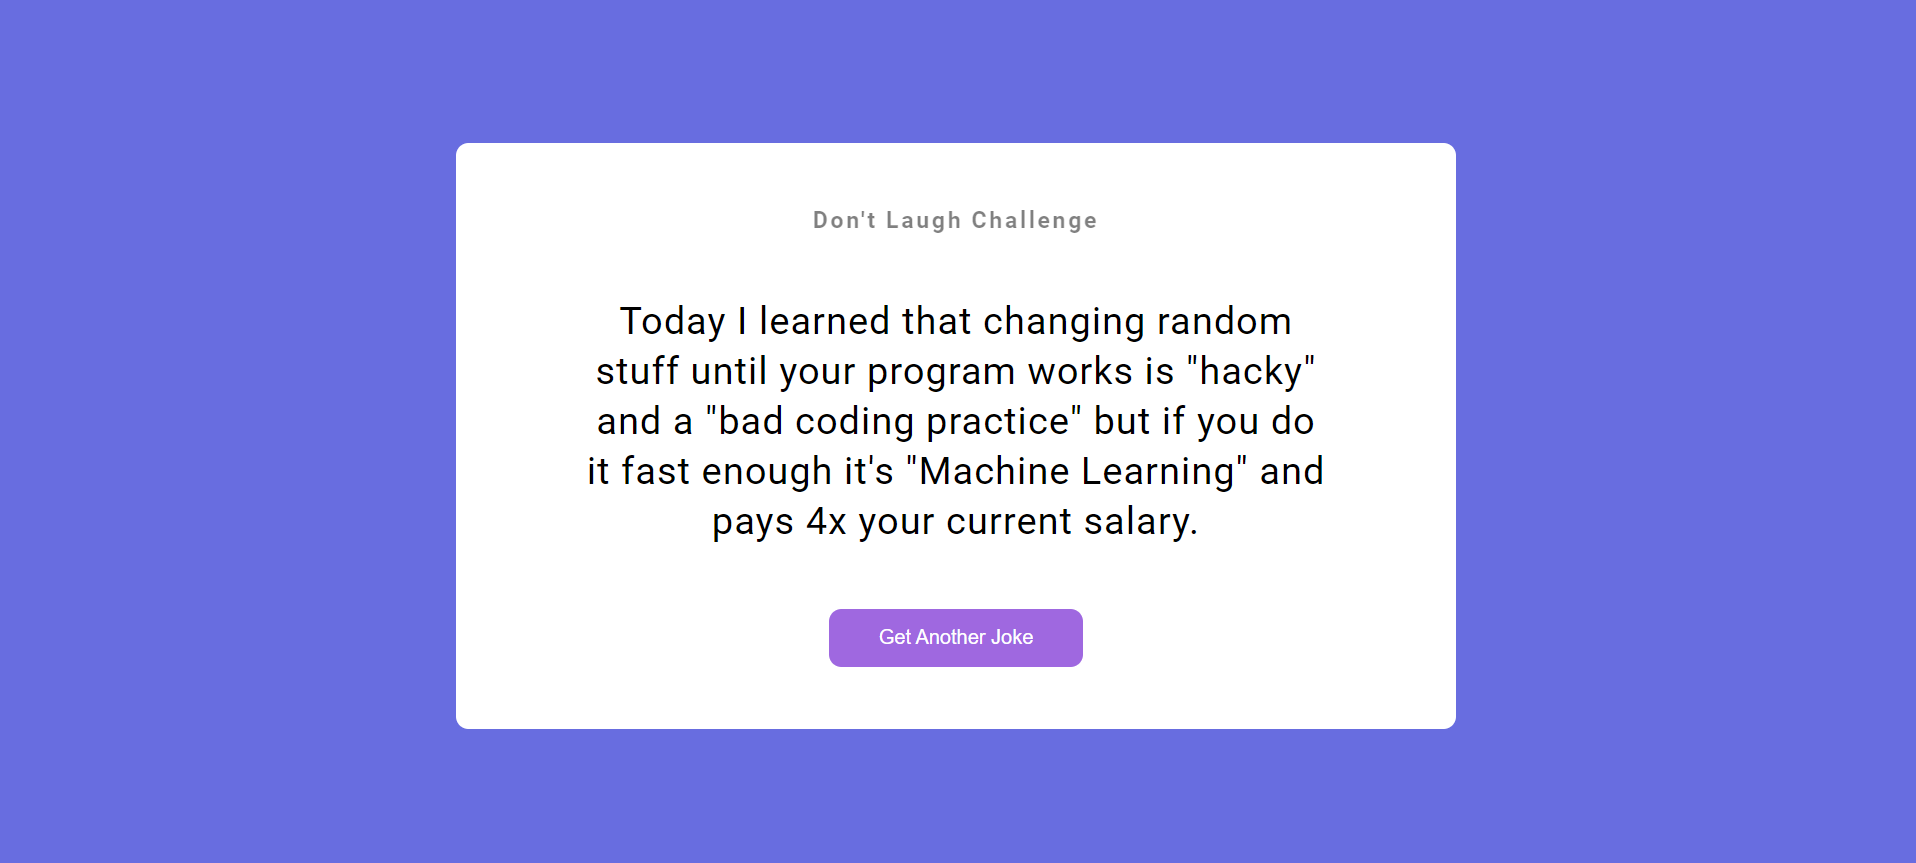 Don't Laugh Challenge
Today I learned that changing random
stuff until your program works is "hacky"
and a "bad coding practice" but if you do
it fast enough it's "Machine Learning" and
pays 4x your current salary.
Get Another Joke